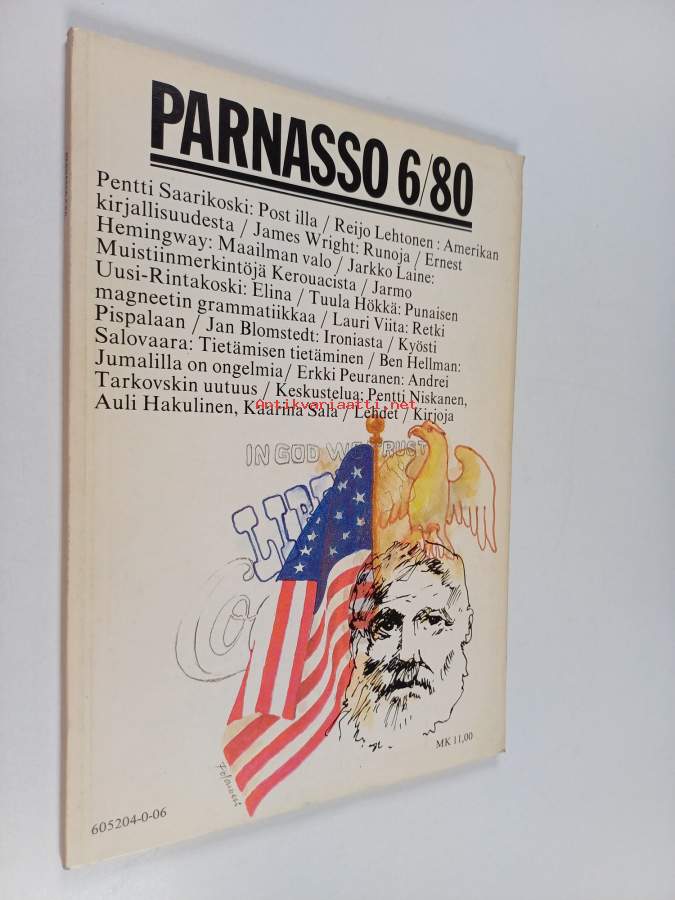 PARNASSO 6/80
Pentti Saarikoski: Post illa / Reijo Lehtonen : Amerikan
kirjallisuudesta / James Wright: Runoja / Ernest
Hemingway: Maailman valo / Jarkko Laine:
Muistiinmerkintöjä Kerouacista / Jarmo
Uusi-Rintakoski: Elina / Tuula Hökkä: Punaisen
magneetin grammatiikkaa / Lauri Viita: Retki
Pispalaan / Jan Blomstedt: Ironiasta / Kyösti
Salovaara: Tietämisen tietäminen / Ben Hellman:
Jumalilla on ongelmia / Erkki Peuranen: Andrei
Tarkovskin uutuus / Keskustelua: Pentti Niskanen,
Auli Hakulinen, Kaarina Sala / Lehdet / Kirjoja
Antikvariaatti.net
IN GOD WE TRUST
LIB
MK 11,00
605204-0-06